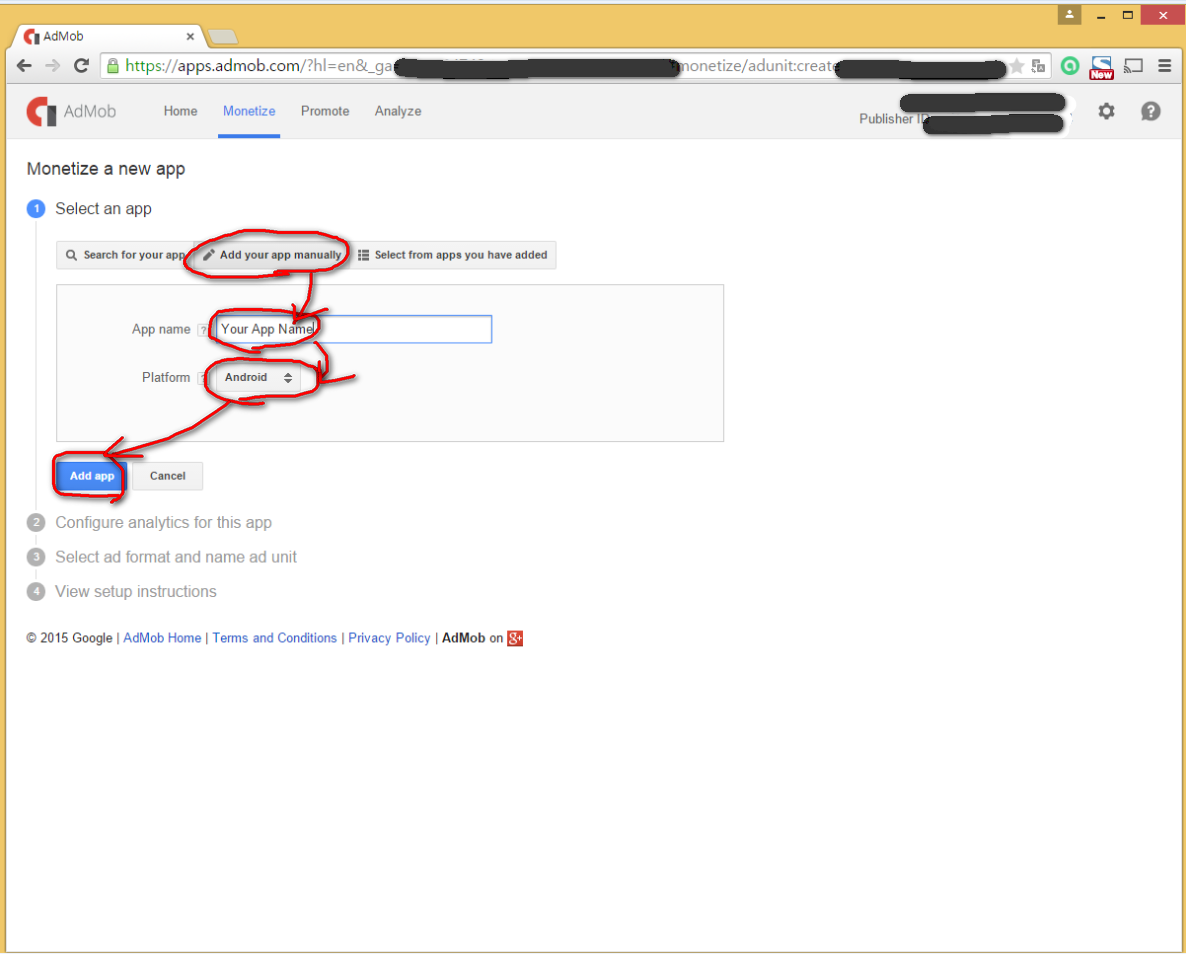 AdMob
https://apps.admob.com/?hl=en&_ga monetize/adunit:create
New
AdMob Home Monetize Promote Analyze
Publisher ID
Monetize a new app
1 Select an app
Search for your app Add your app manually Select from apps you have added
App name ? Your App Name
Platform ? Android
Add app Cancel
2 Configure analytics for this app
3 Select ad format and name ad unit
4 View setup instructions
© 2015 Google | AdMob Home | Terms and Conditions | Privacy Policy | AdMob on g+